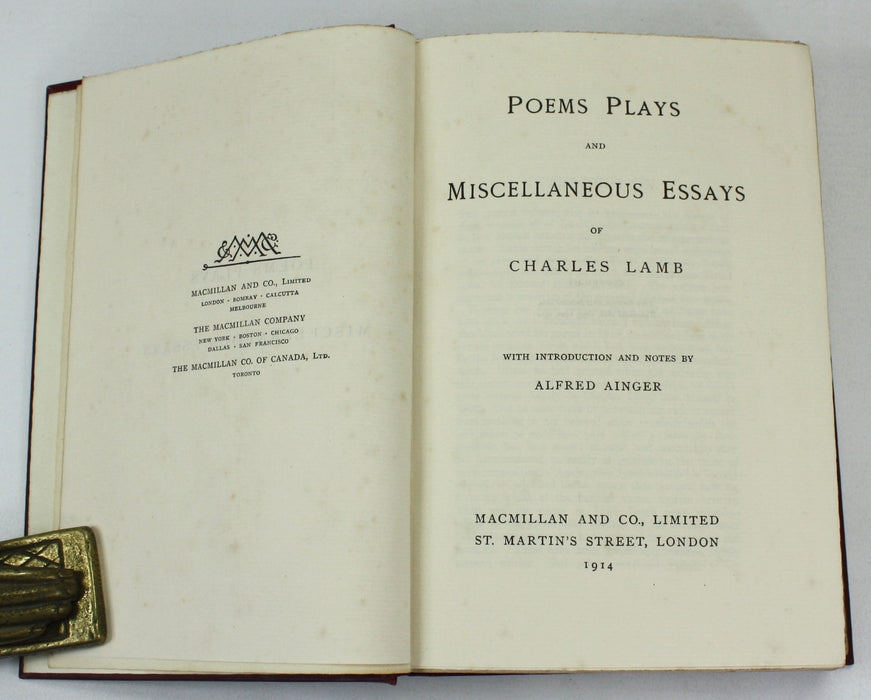 MACMILLAN AND CO., LIMITED
LONDON · BOMBAY · CALCUTTA
MELBOURNE
THE MACMILLAN COMPANY
NEW YORK · BOSTON · CHICAGO
DALLAS · SAN FRANCISCO
THE MACMILLAN CO. OF CANADA, LTD.
TORONTO
POEMS PLAYS
AND
MISCELLANEOUS ESSAYS
OF
CHARLES LAMB
WITH INTRODUCTION AND NOTES BY
ALFRED AINGER
MACMILLAN AND CO., LIMITED
ST. MARTIN'S STREET, LONDON
1914